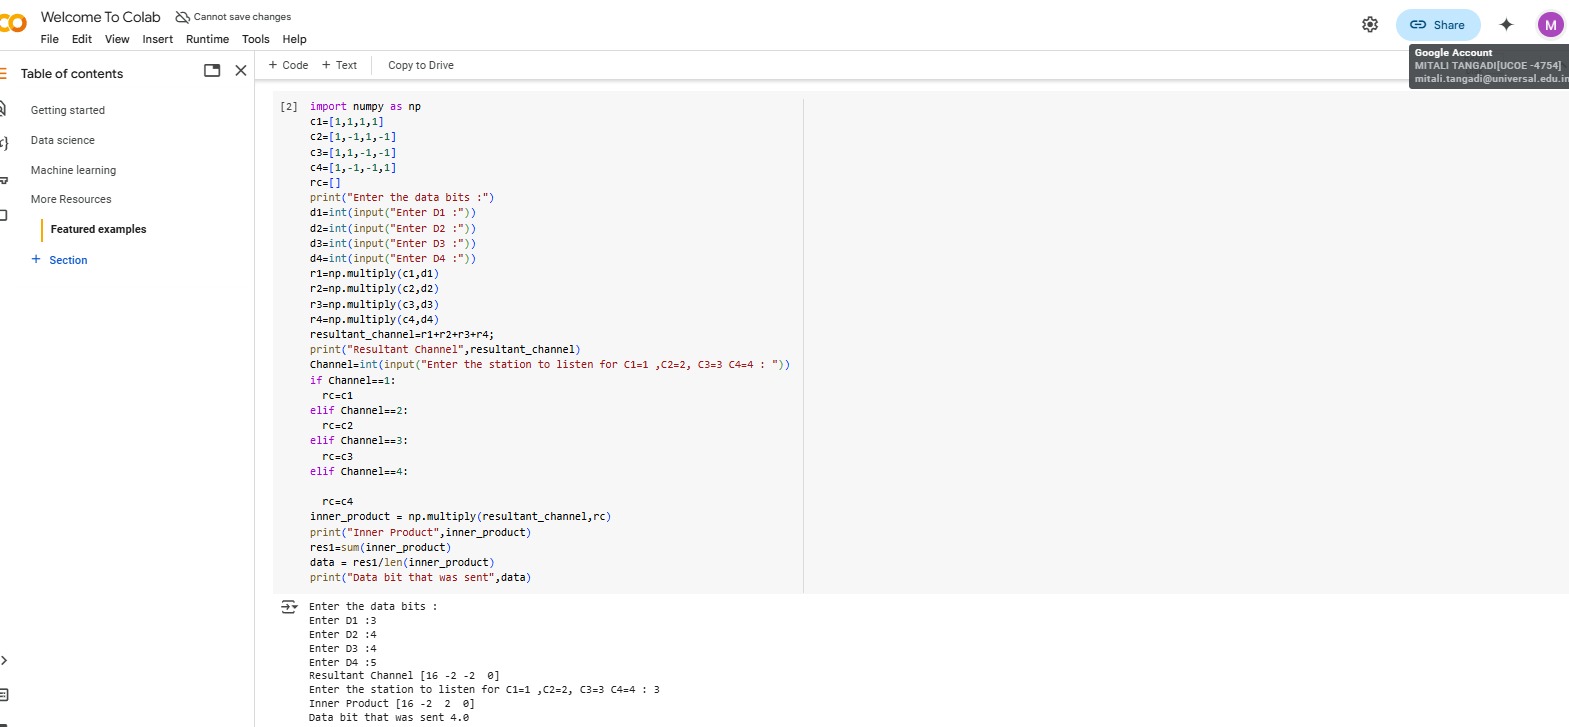 CO
Welcome To Colab Cannot save changes
File Edit View Insert Runtime Tools Help
Share
M
Google Account
MITALI TANGADI[UCOE -4754]
mitali.tangadi@universal.edu.in
Table of contents
Getting started
Data science
Machine learning
More Resources
Featured examples
+ Section
+ Code + Text Copy to Drive
[2] import numpy as np
c1=[1,1,1,1]
c2=[1,-1,1,-1]
c3=[1,1,-1,-1]
c4=[1,-1,-1,1]
rc=[]
print("Enter the data bits :")
d1=int(input("Enter D1 :"))
d2=int(input("Enter D2 :"))
d3=int(input("Enter D3 :"))
d4=int(input("Enter D4 :"))
r1=np.multiply(c1,d1)
r2=np.multiply(c2,d2)
r3=np.multiply(c3,d3)
r4=np.multiply(c4,d4)
resultant_channel=r1+r2+r3+r4;
print("Resultant Channel",resultant_channel)
Channel=int(input("Enter the station to listen for C1=1 ,C2=2, C3=3 C4=4 : "))
if Channel==1:
  rc=c1
elif Channel==2:
  rc=c2
elif Channel==3:
  rc=c3
elif Channel==4:
  rc=c4
inner_product = np.multiply(resultant_channel,rc)
print("Inner Product",inner_product)
res1=sum(inner_product)
data = res1/len(inner_product)
print("Data bit that was sent",data)
Enter the data bits :
Enter D1 :3
Enter D2 :4
Enter D3 :4
Enter D4 :5
Resultant Channel [16 -2 -2  0]
Enter the station to listen for C1=1 ,C2=2, C3=3 C4=4 : 3
Inner Product [16 -2  2  0]
Data bit that was sent 4.0